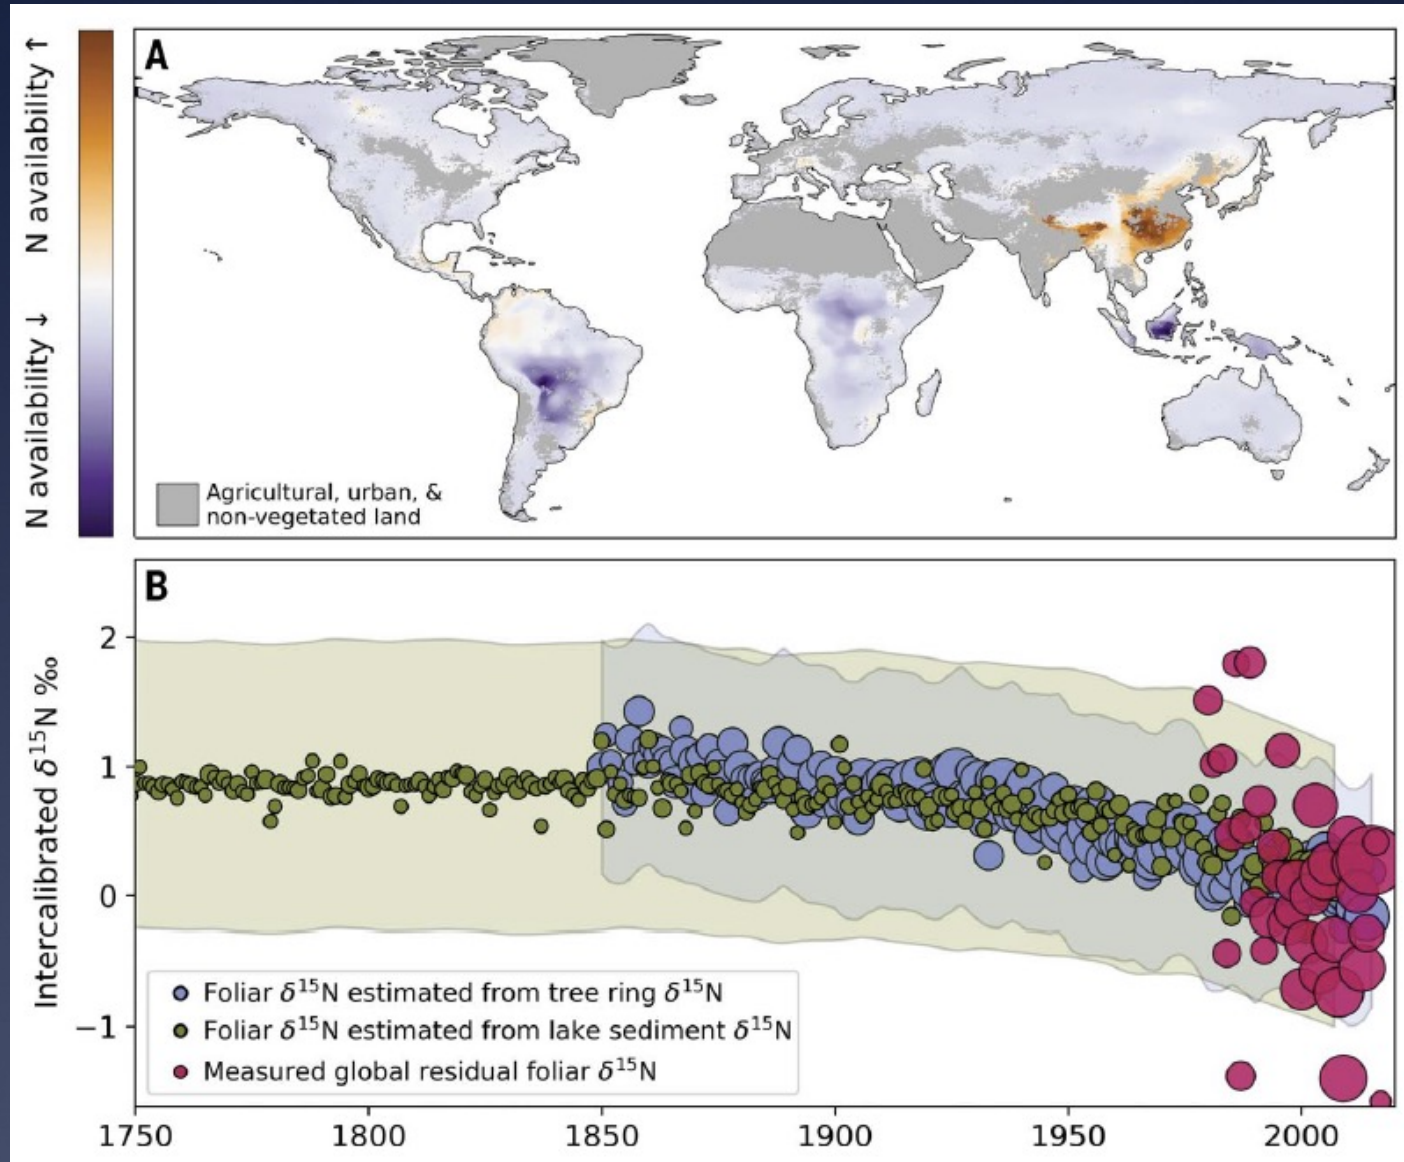 N availability ↑
N availability ↓
A
Agricultural, urban, &
non-vegetated land
B
Intercalibrated δ¹⁵N ‰
2
1
0
−1
Foliar δ¹⁵N estimated from tree ring δ¹⁵N
Foliar δ¹⁵N estimated from lake sediment δ¹⁵N
Measured global residual foliar δ¹⁵N
1750 1800 1850 1900 1950 2000